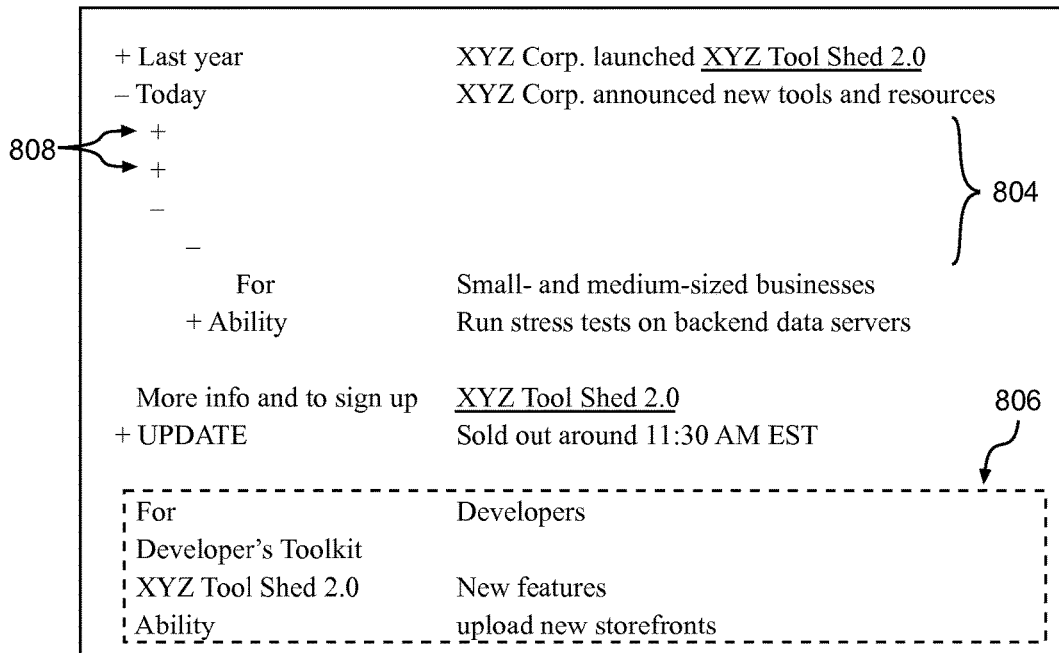 + Last year XYZ Corp. launched XYZ Tool Shed 2.0
– Today XYZ Corp. announced new tools and resources
+
808
+
804
–
–
For Small- and medium-sized businesses
+ Ability Run stress tests on backend data servers
More info and to sign up XYZ Tool Shed 2.0
806
+ UPDATE Sold out around 11:30 AM EST
For Developers
Developer's Toolkit
XYZ Tool Shed 2.0 New features
Ability upload new storefronts